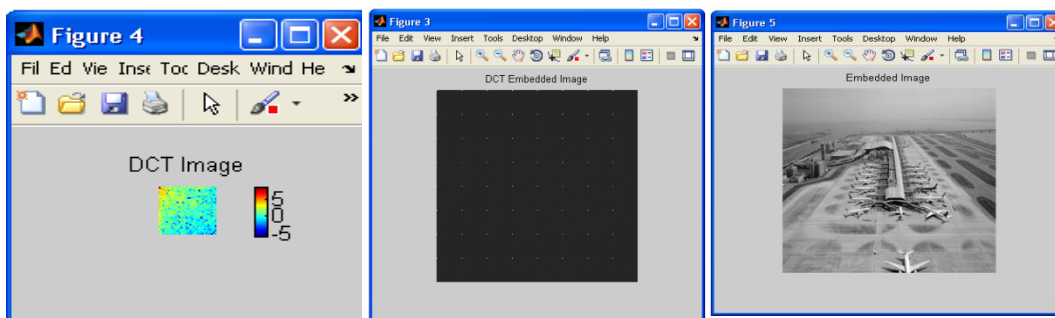 Figure 4
Fil Ed Vie Inse Toc Desk Wind He
DCT Image
5
0
-5
Figure 3
File Edit View Insert Tools Desktop Window Help
DCT Embedded Image
Figure 5
File Edit View Insert Tools Desktop Window Help
Embedded Image